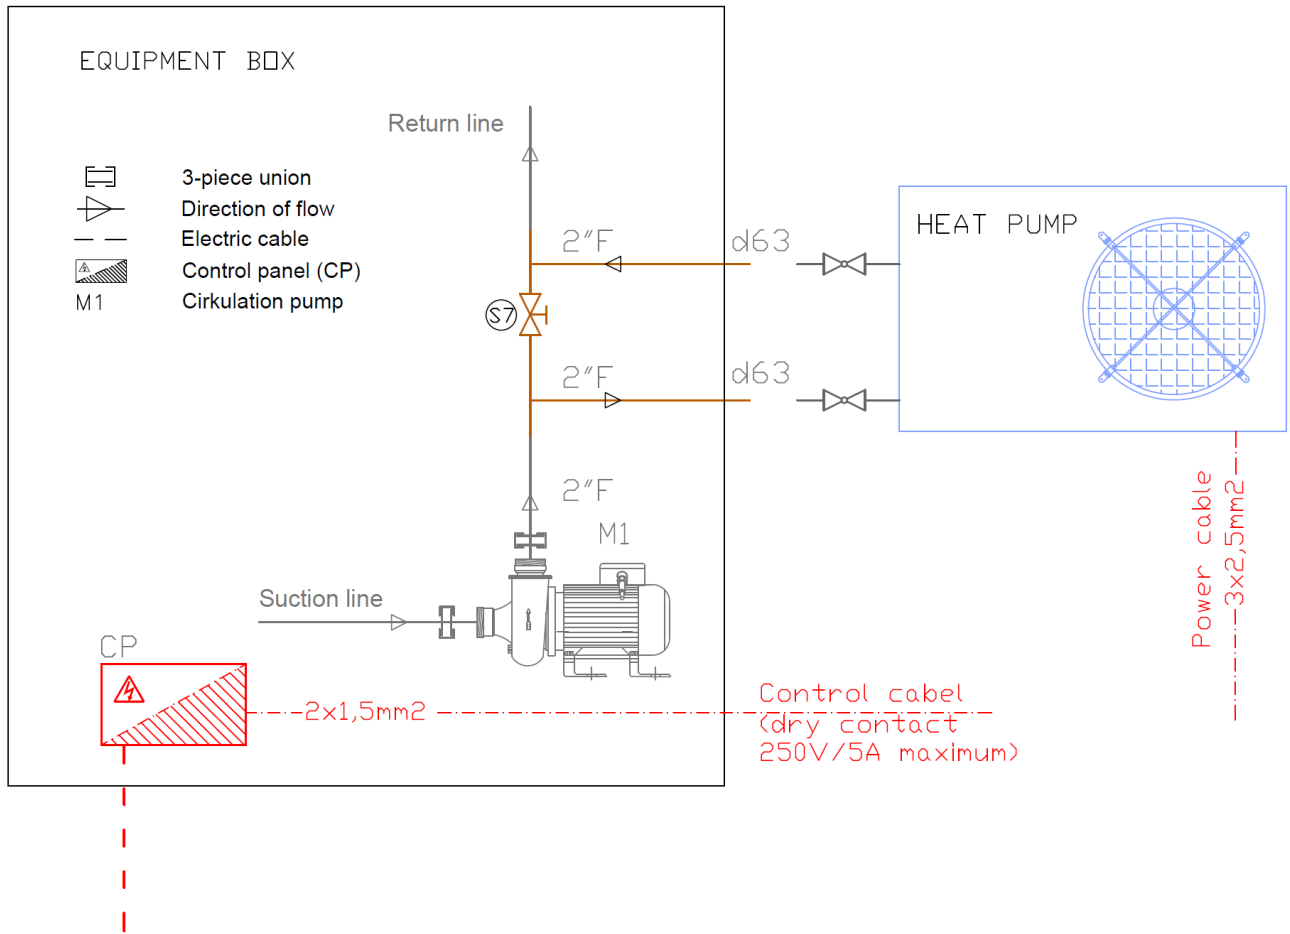 EQUIPMENT BOX
Return line
3-piece union
Direction of flow
Electric cable
Control panel (CP)
M1 Cirkulation pump
2"F
d63
HEAT PUMP
S7
2"F
d63
2"F
M1
Suction line
CP
2x1,5mm2
Control cabel
(dry contact
250V/5A maximum)
Power cable
3x2,5mm2